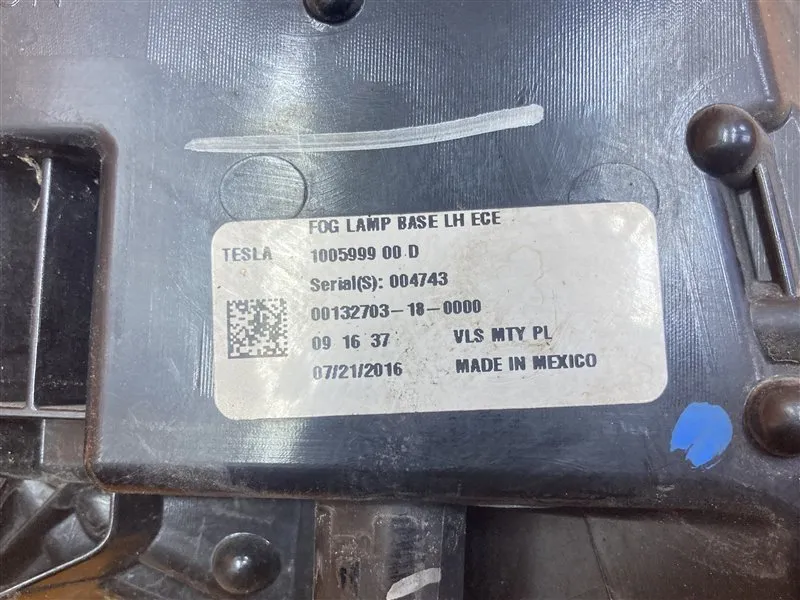 FOG LAMP BASE LH ECE
TESLA 1005999 00 D
Serial(S): 004743
00132703-18-0000
09 16 37 VLS MTY PL
07/21/2016 MADE IN MEXICO